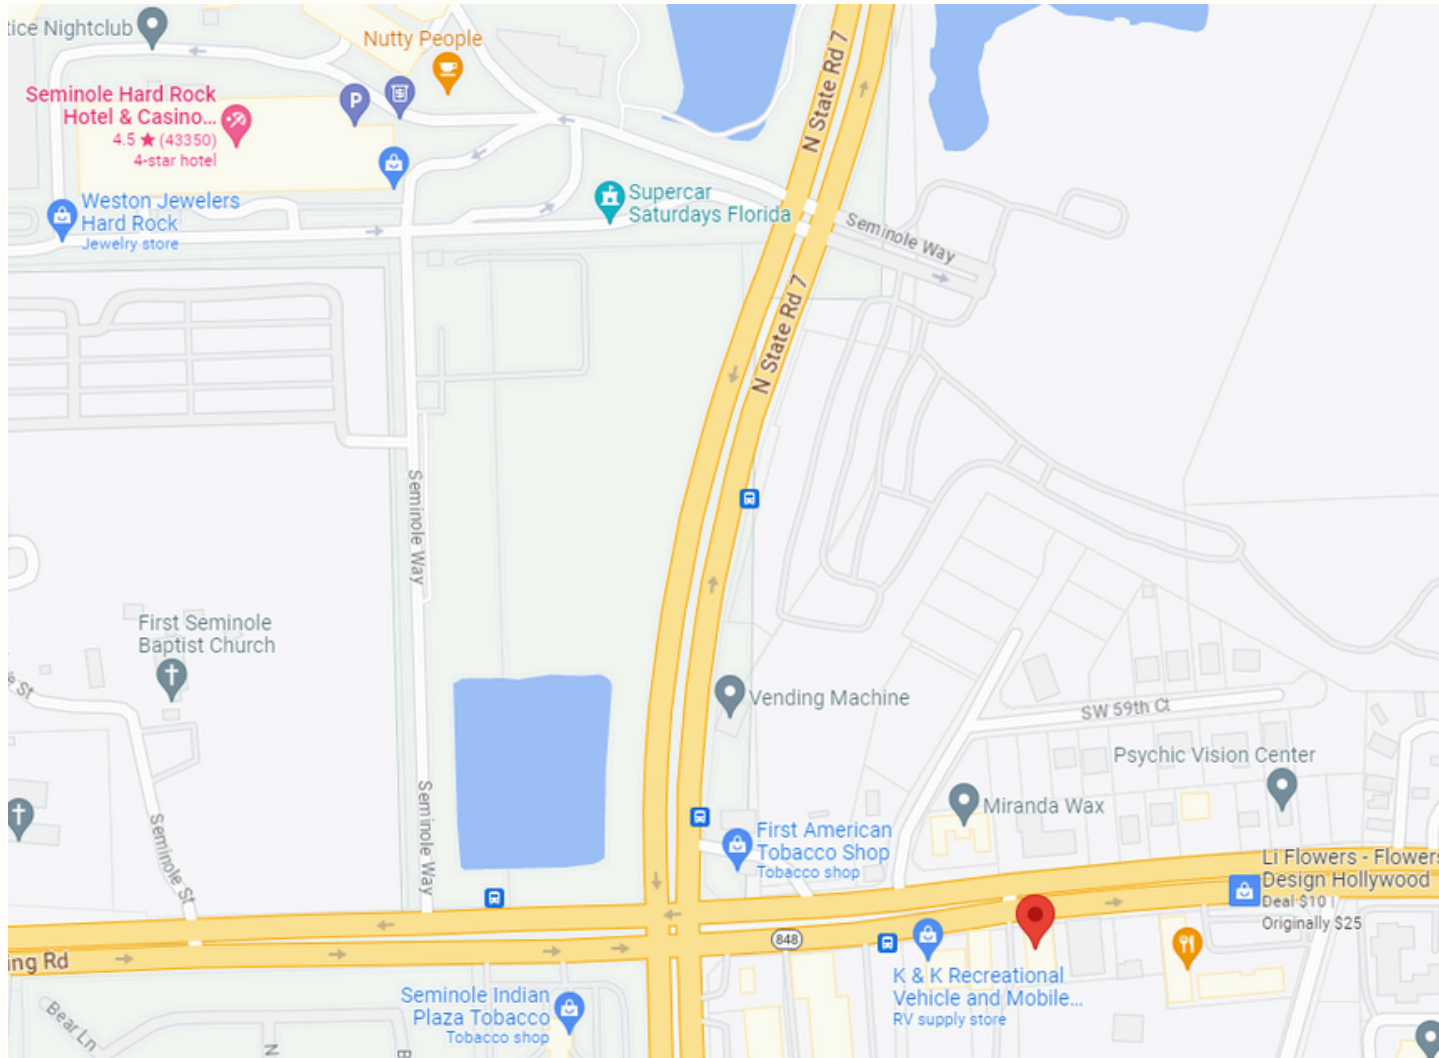 tice Nightclub
Nutty People
N State Rd 7
Seminole Hard Rock
Hotel & Casino...
4.5 ★ (43350)
4-star hotel
P
$
Weston Jewelers
Hard Rock
Jewelry store
Supercar
Saturdays Florida
Seminole Way
N State Rd 7
Seminole Way
First Seminole
Baptist Church
Vending Machine
SW 59th Ct
Psychic Vision Center
Miranda Wax
Seminole St
Seminole Way
First American
Tobacco Shop
Tobacco shop
Li Flowers - Flowers
Design Hollywood
Deal $10 |
Originally $25
848
ing Rd
K & K Recreational
Vehicle and Mobile...
RV supply store
Seminole Indian
Plaza Tobacco
Tobacco shop
Bear Ln
N
B